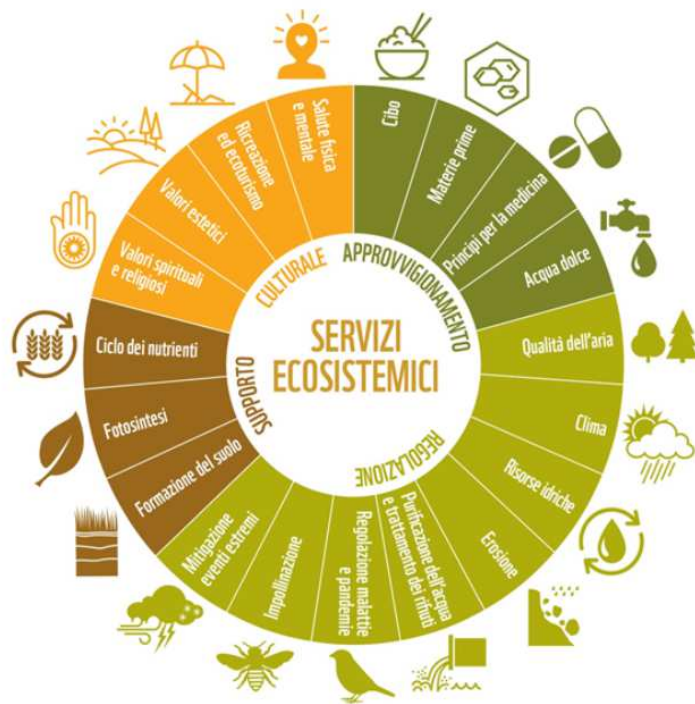 SERVIZI
ECOSISTEMICI
APPROVVIGIONAMENTO
Cibo
Materie prime
Principi per la medicina
Acqua dolce
REGOLAZIONE
Qualità dell'aria
Clima
Risorse idriche
Erosione
Purificazione dell'acqua
e trattamento dei rifiuti
Regolazione malattie
e pandemie
Impollinazione
Mitigazione
eventi estremi
SUPPORTO
Formazione del suolo
Fotosintesi
Ciclo dei nutrienti
CULTURALE
Valori spirituali
e religiosi
Valori estetici
Ricreazione
ed ecoturismo
Salute fisica
e mentale